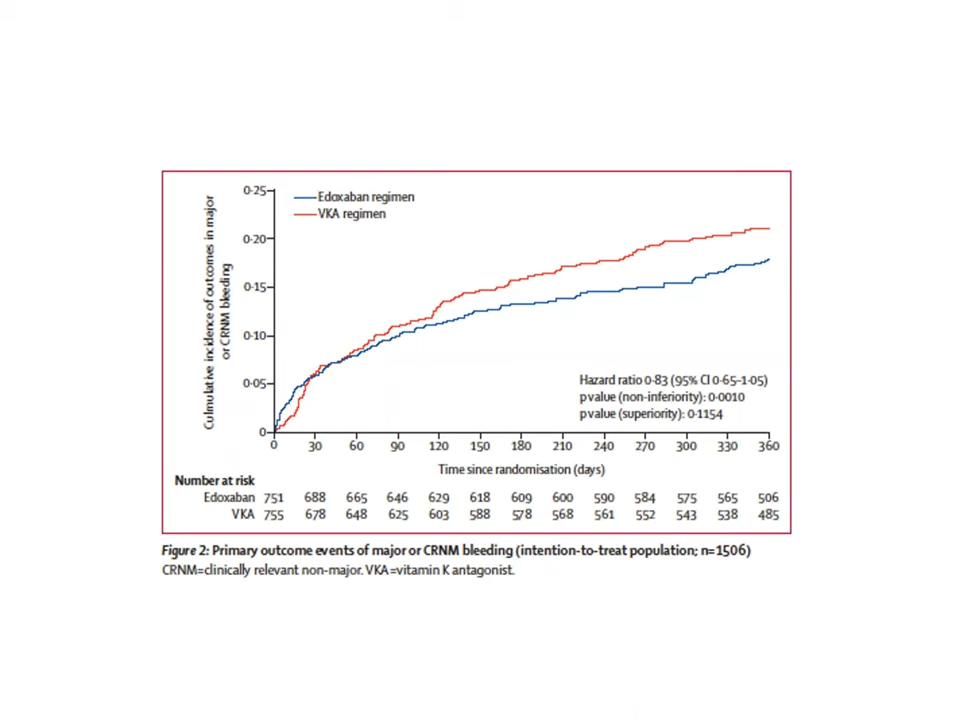 Culmulative incidence of outcomes in major
or CRNM bleeding
0·25
0·20
0·15
0·10
0·05
0
Edoxaban regimen
VKA regimen
Hazard ratio 0·83 (95% CI 0·65–1·05)
p value (non-inferiority): 0·0010
p value (superiority): 0·1154
0 30 60 90 120 150 180 210 240 270 300 330 360
Time since randomisation (days)
Number at risk
Edoxaban 751 688 665 646 629 618 609 600 590 584 575 565 506
VKA 755 678 648 625 603 588 578 568 561 552 543 538 485
Figure 2: Primary outcome events of major or CRNM bleeding (intention-to-treat population; n=1506)
CRNM=clinically relevant non-major. VKA=vitamin K antagonist.